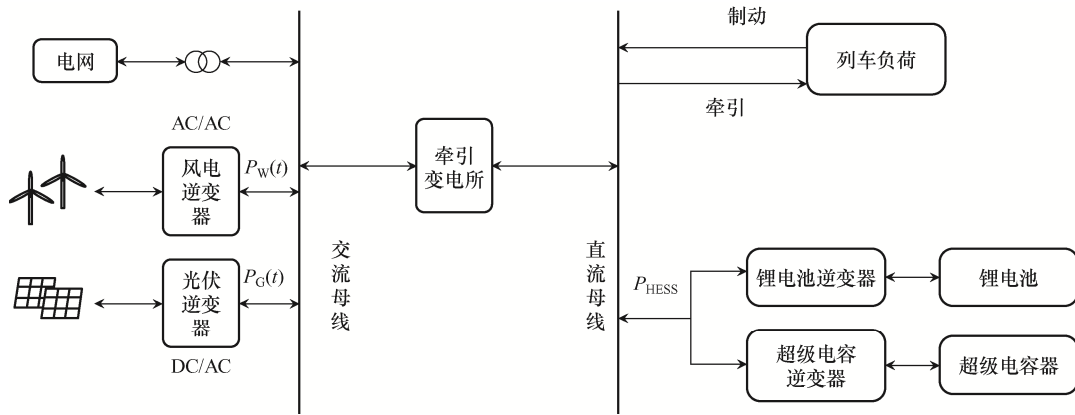 电网
AC/AC
风电
逆变
器
P_W(t)
光伏
逆变
器
P_G(t)
DC/AC
交流母线
牵引
变电所
直流母线
制动
牵引
列车负荷
P_HESS
锂电池逆变器
锂电池
超级电容
逆变器
超级电容器